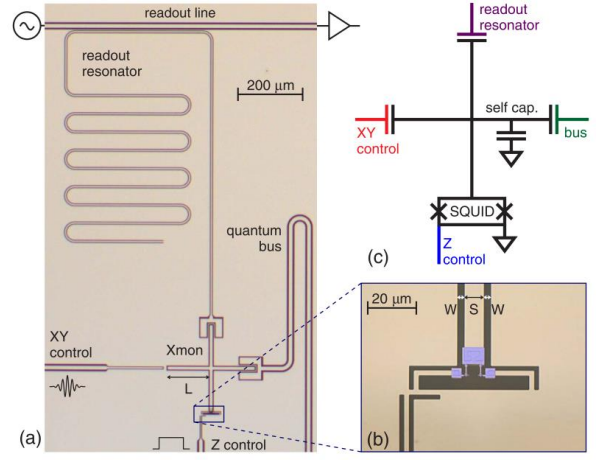 readout line
readout
resonator
200 μm
quantum
bus
XY
control
Xmon
L
(a)
Z control
readout
resonator
self cap.
XY
control
bus
SQUID
Z
control
(c)
20 μm
W S W
(b)